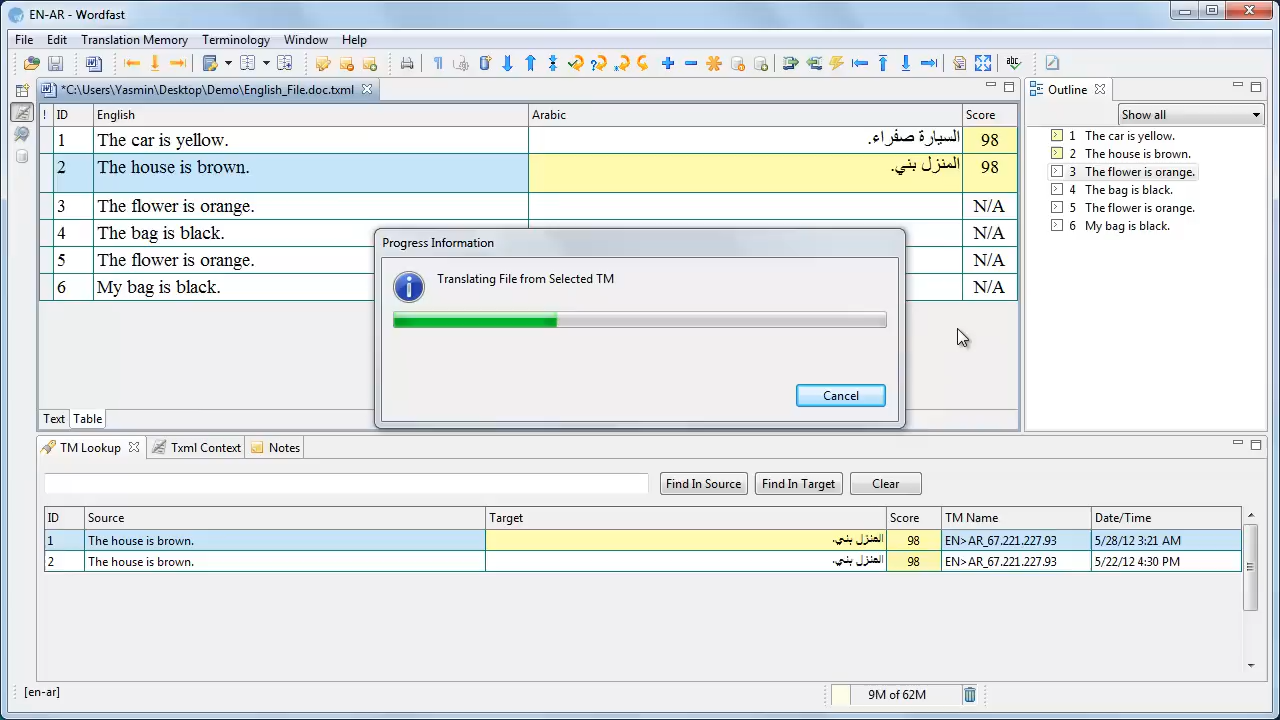 EN-AR - Wordfast
File Edit Translation Memory Terminology Window Help
*C:\Users\Yasmin\Desktop\Demo\English_File.doc.txml
! ID English Arabic Score
1 The car is yellow. السيارة صفراء. 98
2 The house is brown. المنزل بني. 98
3 The flower is orange. N/A
4 The bag is black. N/A
5 The flower is orange. N/A
6 My bag is black. N/A
Text Table
Outline
Show all
1 The car is yellow.
2 The house is brown.
3 The flower is orange.
4 The bag is black.
5 The flower is orange.
6 My bag is black.
Progress Information
Translating File from Selected TM
Cancel
TM Lookup Txml Context Notes
Find In Source Find In Target Clear
ID Source Target Score TM Name Date/Time
1 The house is brown. المنزل بني. 98 EN>AR_67.221.227.93 5/28/12 3:21 AM
2 The house is brown. المنزل بني. 98 EN>AR_67.221.227.93 5/22/12 4:30 PM
[en-ar] 9M of 62M